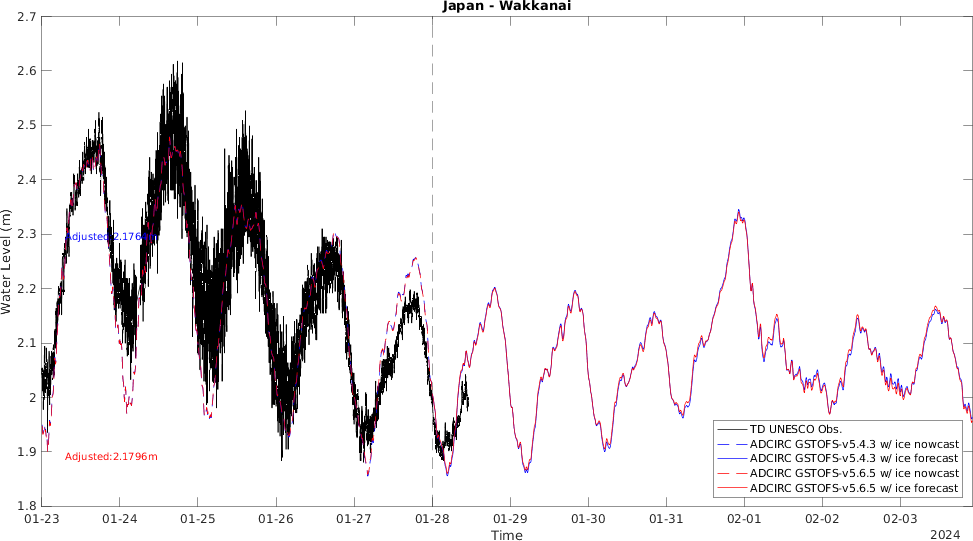 Japan - Wakkanai
Water Level (m)
2.7
2.6
2.5
2.4
2.3
2.2
2.1
2
1.9
1.8
Adjusted:2.1796m
TD UNESCO Obs.
ADCIRC GSTOFS-v5.4.3 w/ ice nowcast
ADCIRC GSTOFS-v5.4.3 w/ ice forecast
ADCIRC GSTOFS-v5.6.5 w/ ice nowcast
ADCIRC GSTOFS-v5.6.5 w/ ice forecast
01-23 01-24 01-25 01-26 01-27 01-28 01-29 01-30 01-31 02-01 02-02 02-03
Time
2024